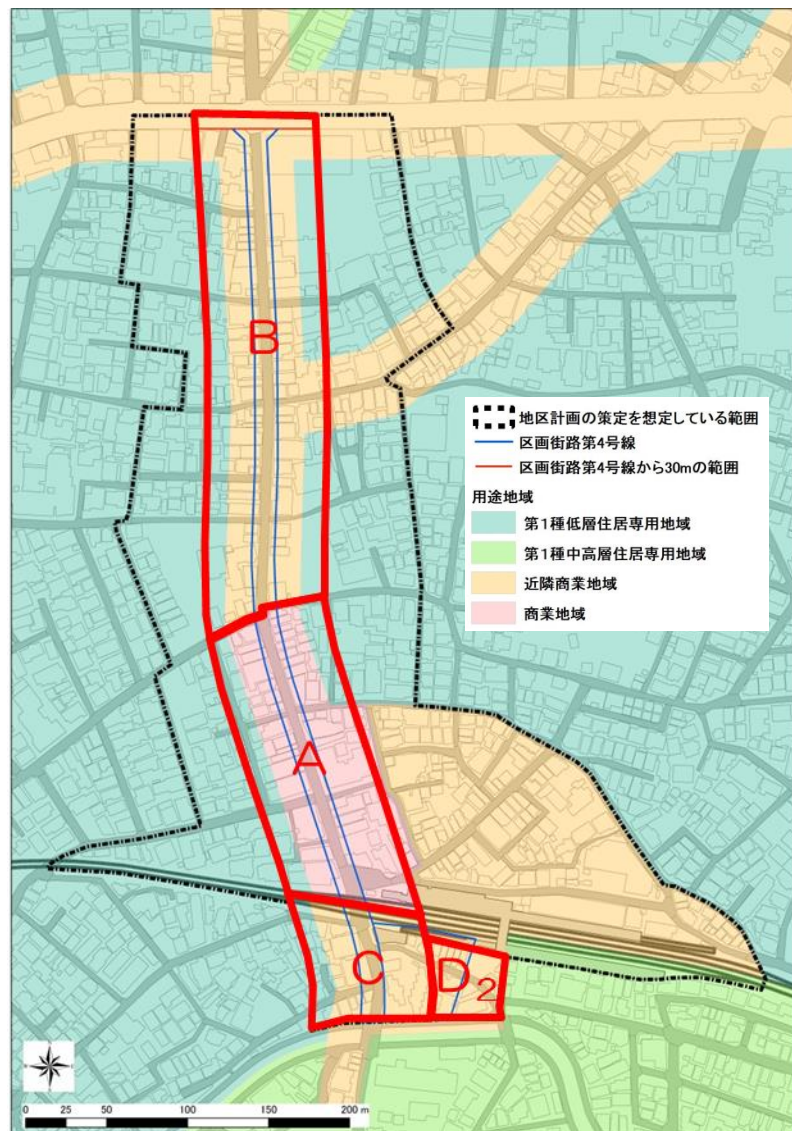 B
地区計画の策定を想定している範囲
区画街路第4号線
区画街路第4号線から30mの範囲
用途地域
第1種低層住居専用地域
第1種中高層住居専用地域
近隣商業地域
商業地域
A
C
D2
0 25 50 100 150 200 m